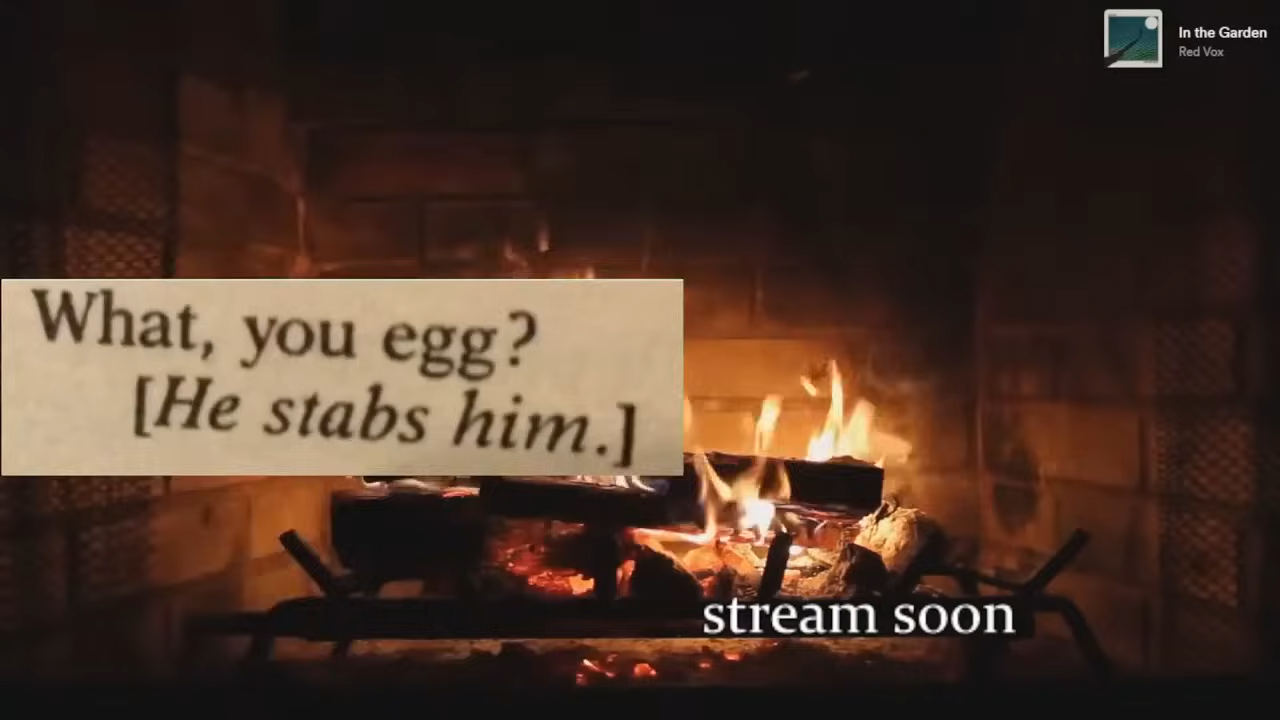 In the Garden
Red Vox
What, you egg?
[He stabs him.]
stream soon